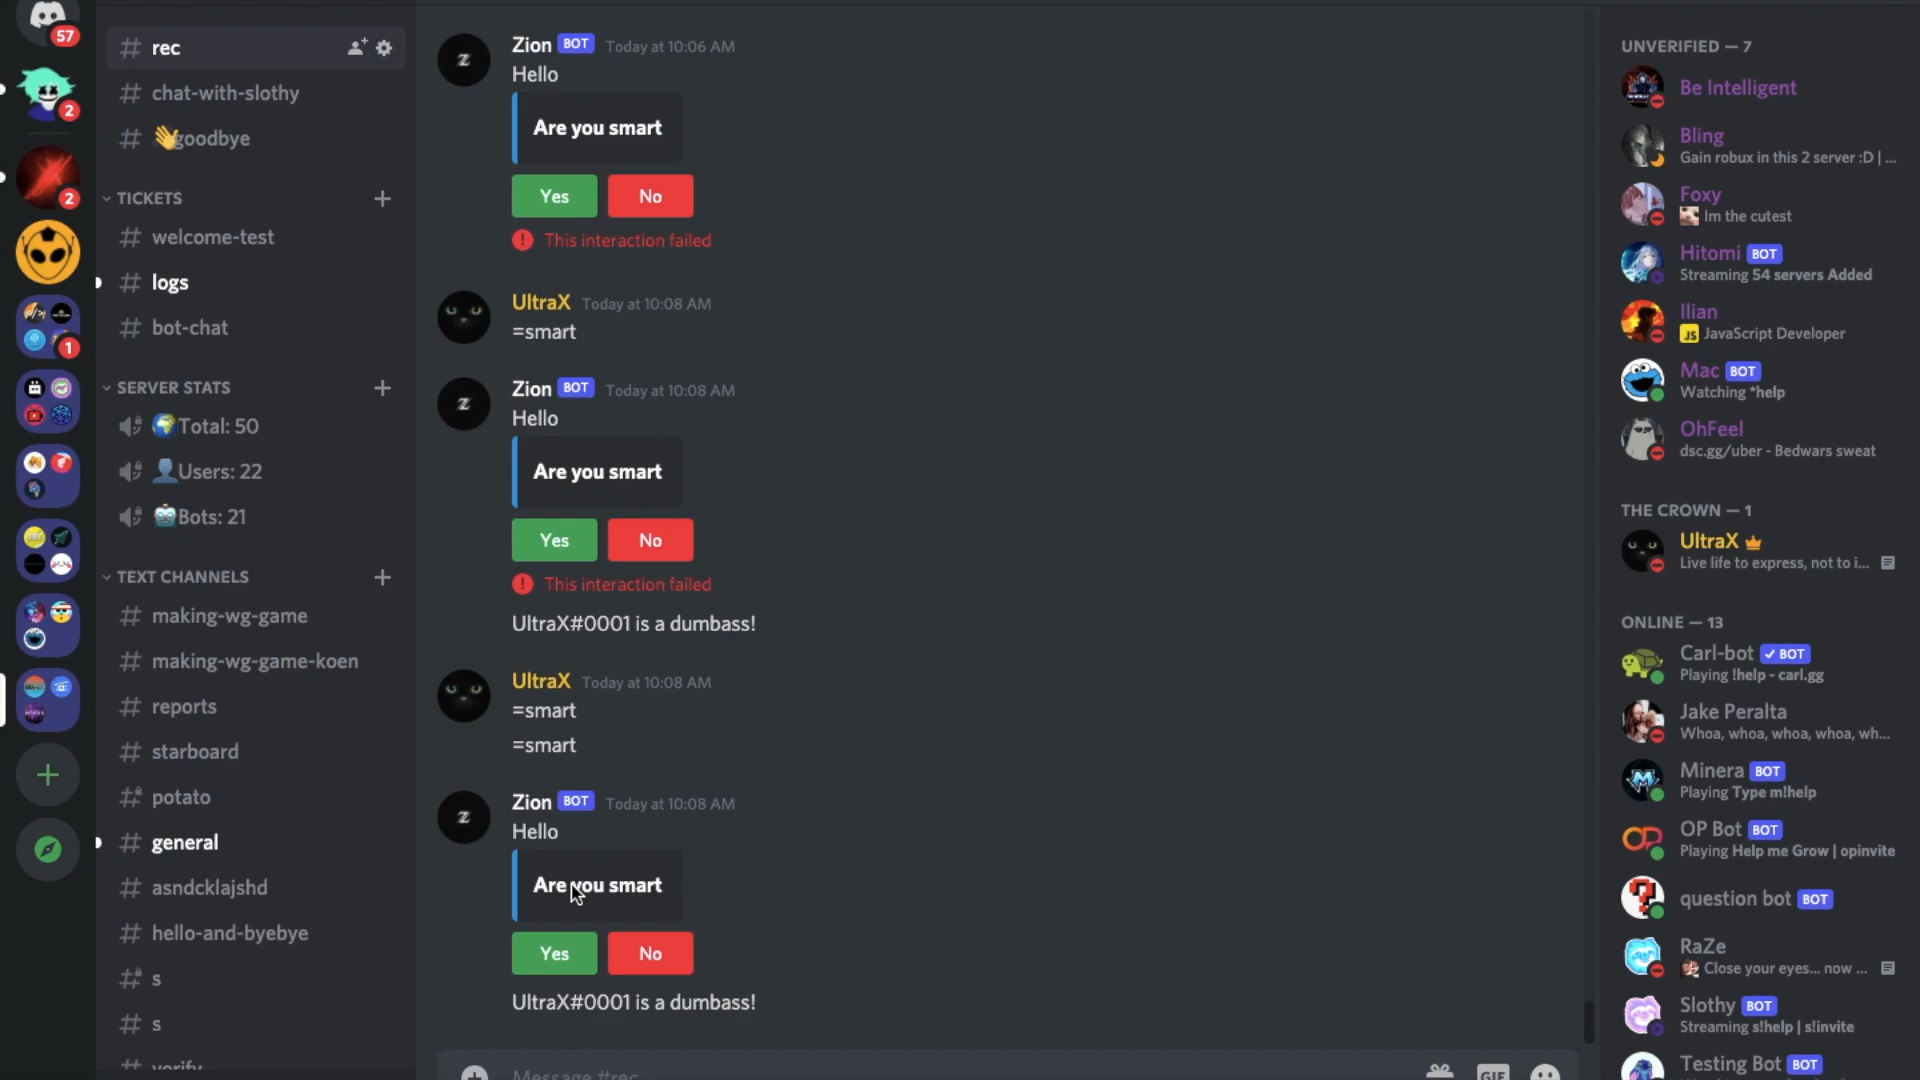 57
2
2
1
rec
chat-with-slothy
goodbye
TICKETS
welcome-test
logs
bot-chat
SERVER STATS
Total: 50
Users: 22
Bots: 21
TEXT CHANNELS
making-wg-game
making-wg-game-koen
reports
starboard
potato
general
asndcklajshd
hello-and-byebye
s
s
verify
Zion BOT Today at 10:06 AM
Hello
Are you smart
Yes No
This interaction failed
UltraX Today at 10:08 AM
=smart
Zion BOT Today at 10:08 AM
Hello
Are you smart
Yes No
This interaction failed
UltraX#0001 is a dumbass!
UltraX Today at 10:08 AM
=smart
=smart
Zion BOT Today at 10:08 AM
Hello
Are you smart
Yes No
UltraX#0001 is a dumbass!
Message #rec
GIF
UNVERIFIED — 7
Be Intelligent
Bling
Gain robux in this 2 server :D | ...
Foxy
Im the cutest
Hitomi BOT
Streaming 54 servers Added
Ilian
JS JavaScript Developer
Mac BOT
Watching *help
OhFeel
dsc.gg/uber - Bedwars sweat
THE CROWN — 1
UltraX
Live life to express, not to i...
ONLINE — 13
Carl-bot BOT
Playing !help - carl.gg
Jake Peralta
Whoa, whoa, whoa, whoa, wh...
Minera BOT
Playing Type m!help
OP Bot BOT
Playing Help me Grow | opinvite
question bot BOT
RaZe
Close your eyes... now ...
Slothy BOT
Streaming s!help | s!invite
Testing Bot BOT